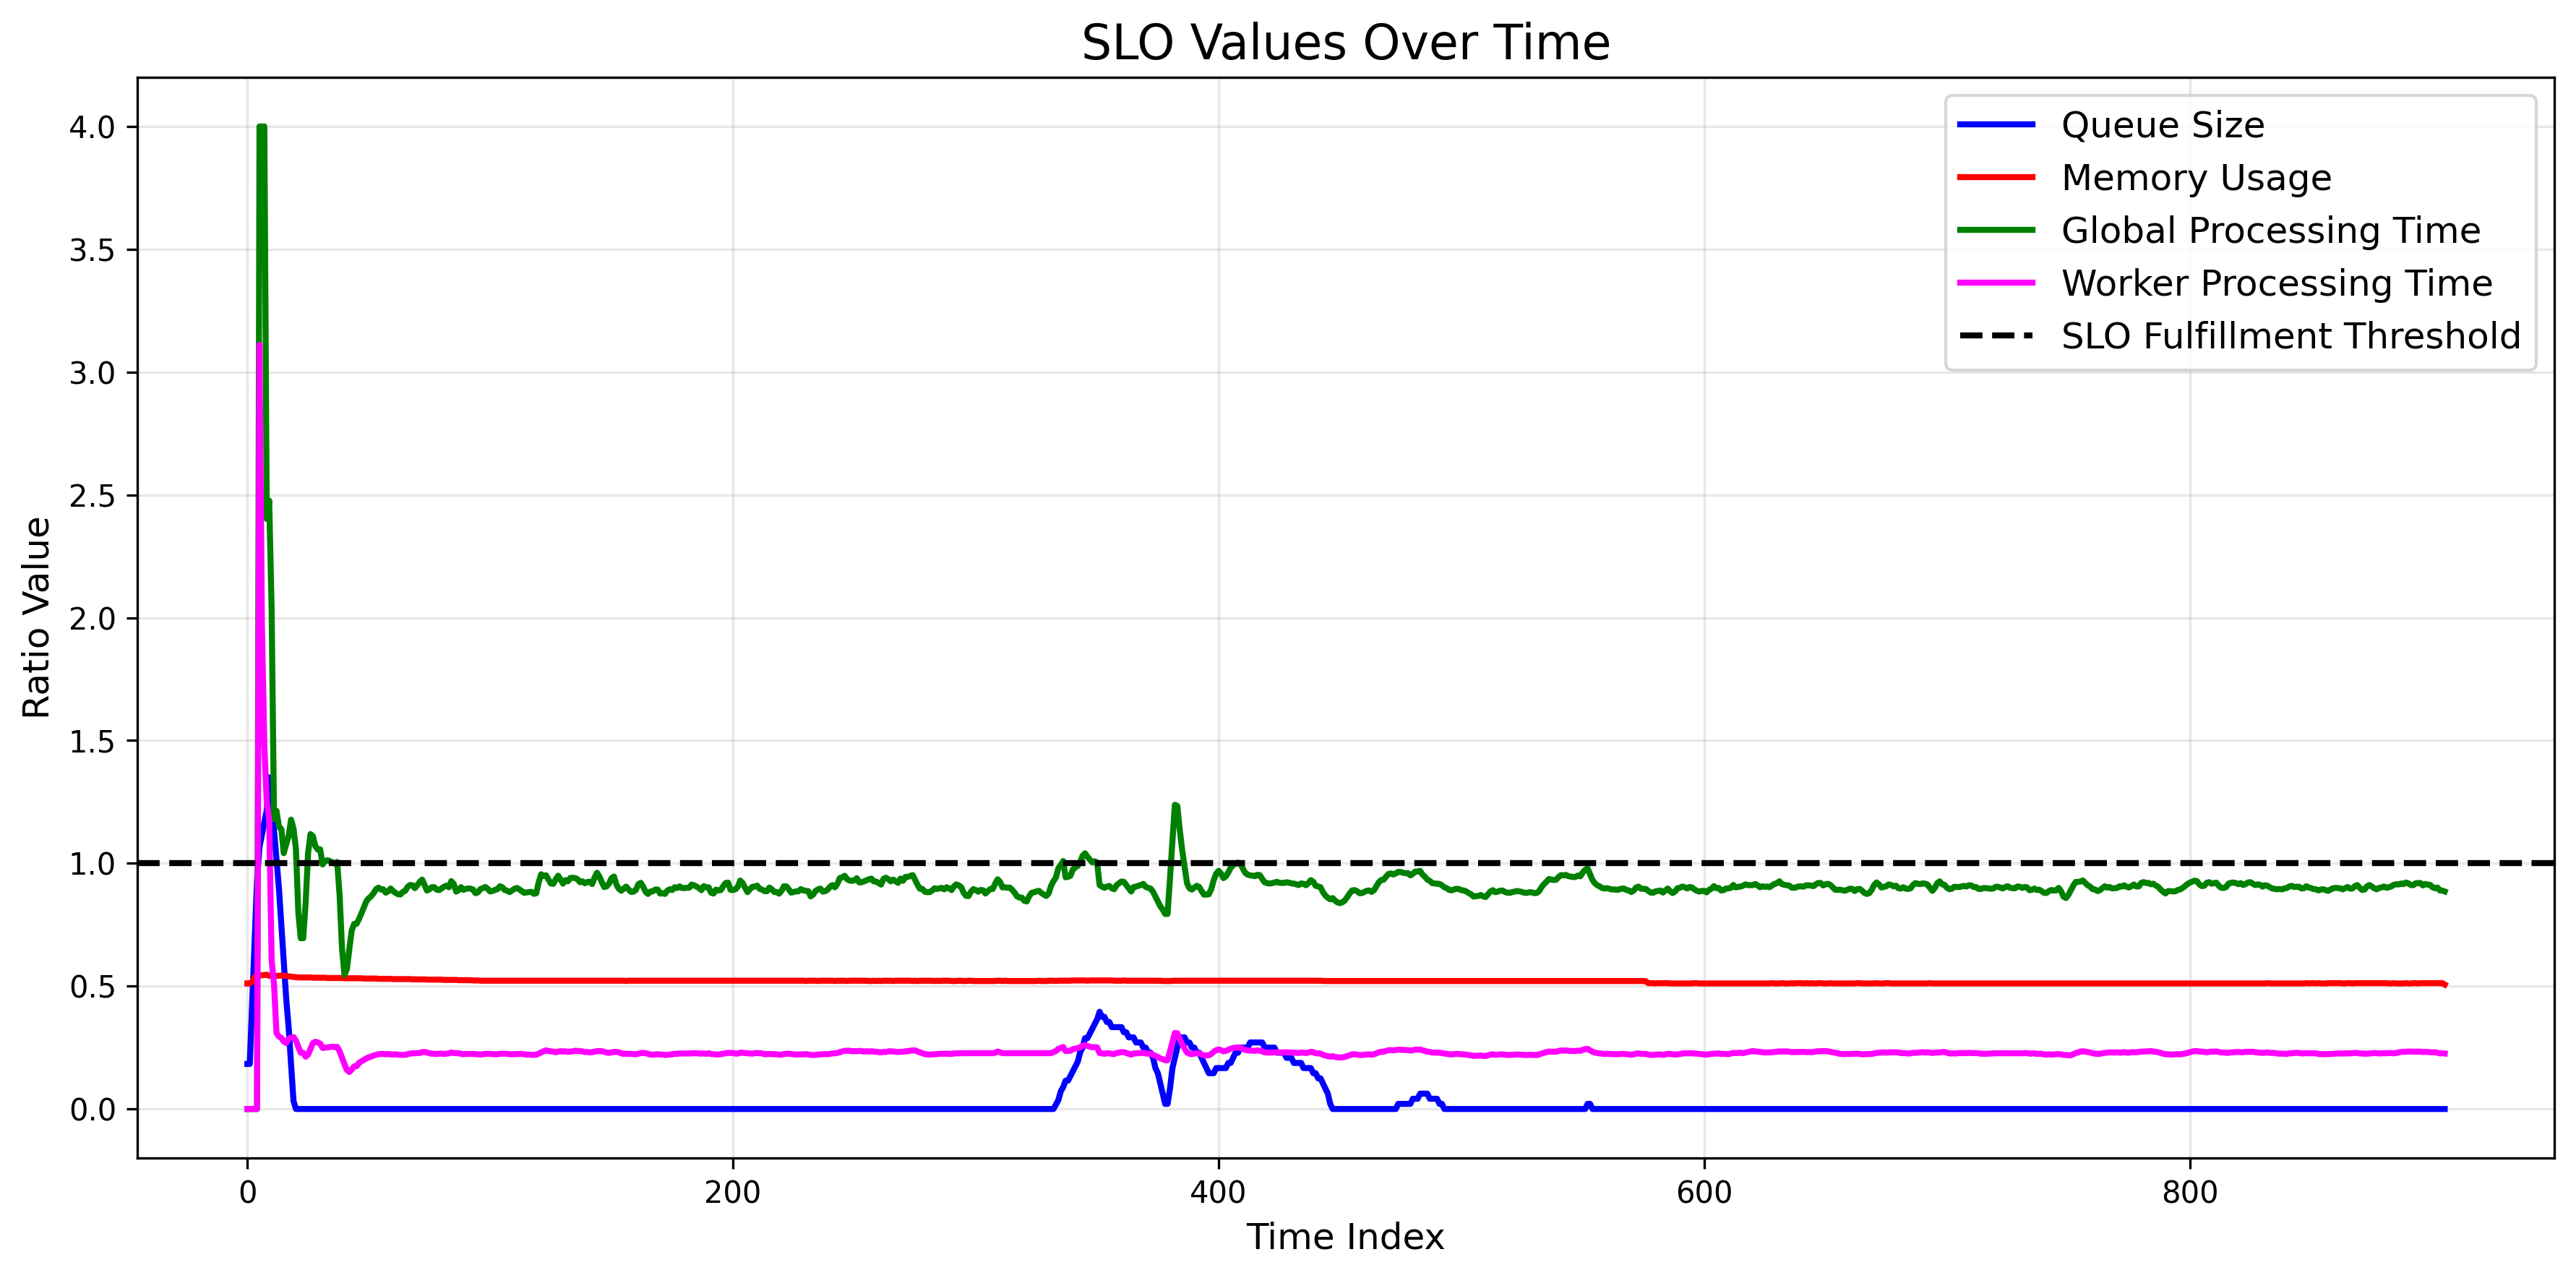 SLO Values Over Time
4.0
3.5
3.0
2.5
2.0
1.5
1.0
0.5
0.0
Ratio Value
Queue Size
Memory Usage
Global Processing Time
Worker Processing Time
SLO Fulfillment Threshold
0 200 400 600 800
Time Index